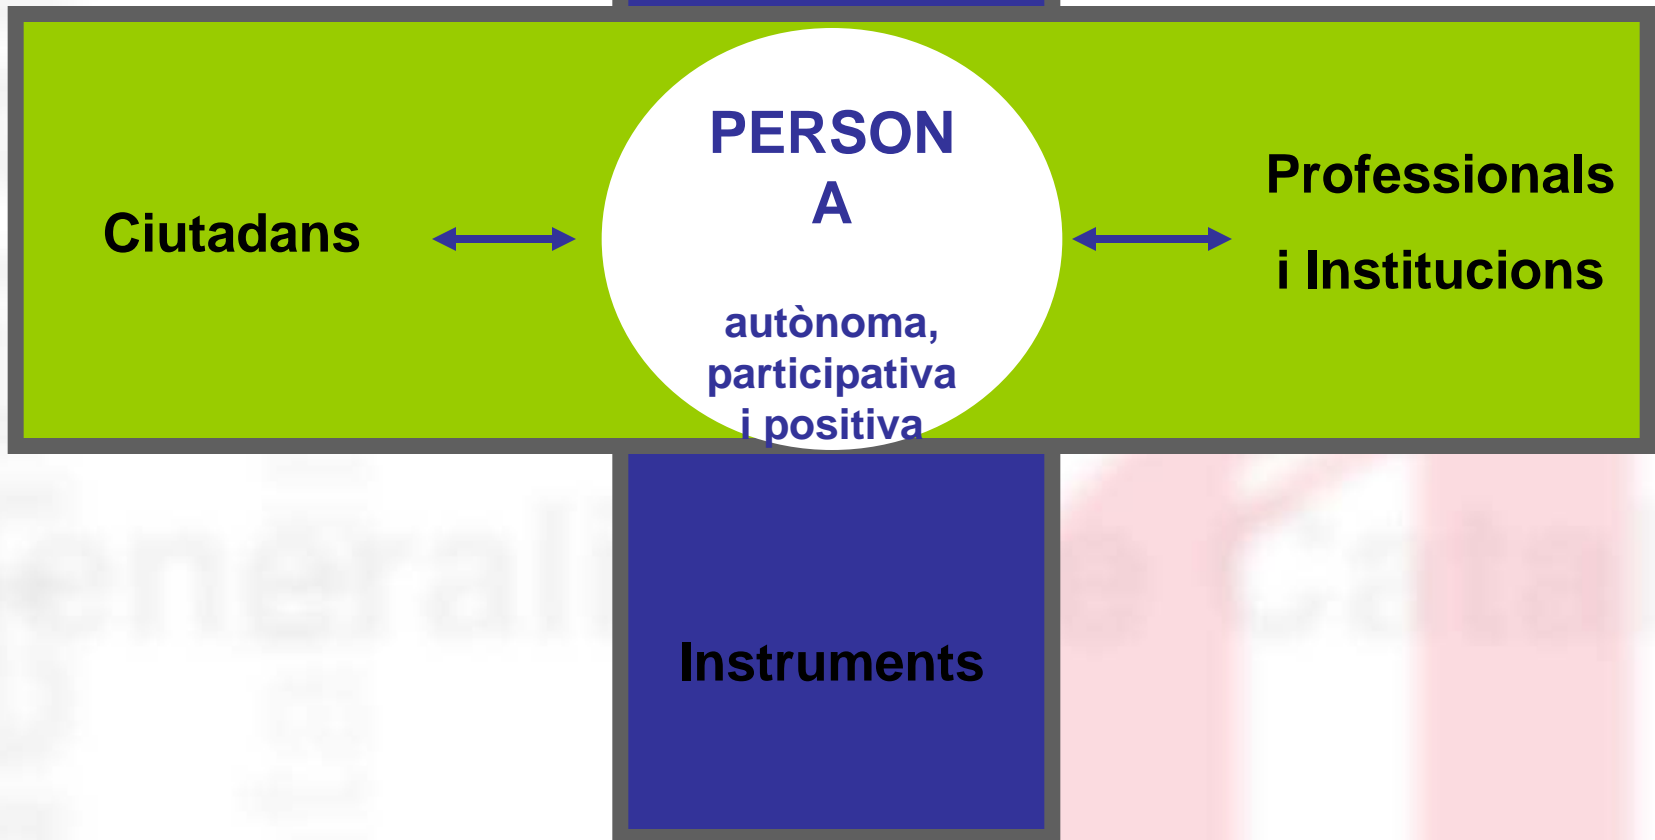 PERSON
A
autònoma,
participativa
i positiva
Ciutadans
Professionals
i Institucions
Instruments